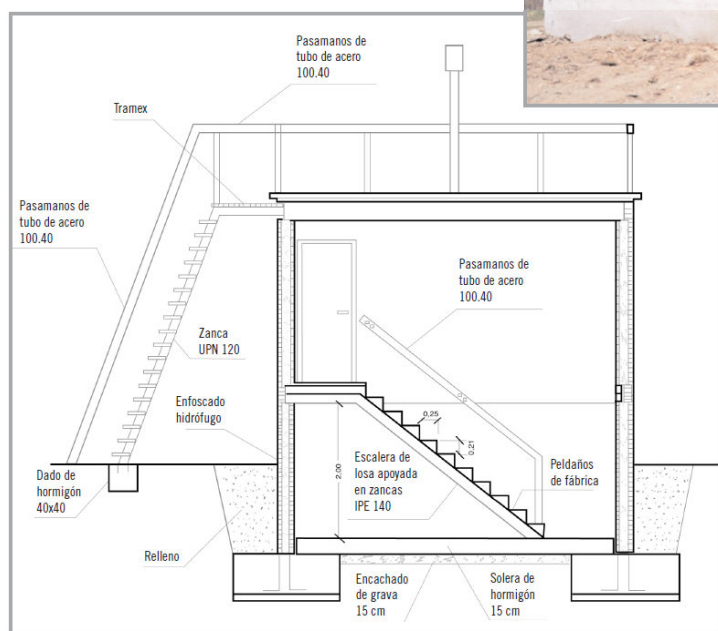 Pasamanos de
tubo de acero
100.40
Tramex
Pasamanos de
tubo de acero
100.40
Pasamanos de
tubo de acero
100.40
Zanca
UPN 120
Enfoscado
hidrófugo
0,25
0,21
2,00
Escalera de
losa apoyada
en zancas
IPE 140
Peldaños
de fábrica
Dado de
hormigón
40x40
Relleno
Encachado
de grava
15 cm
Solera de
hormigón
15 cm